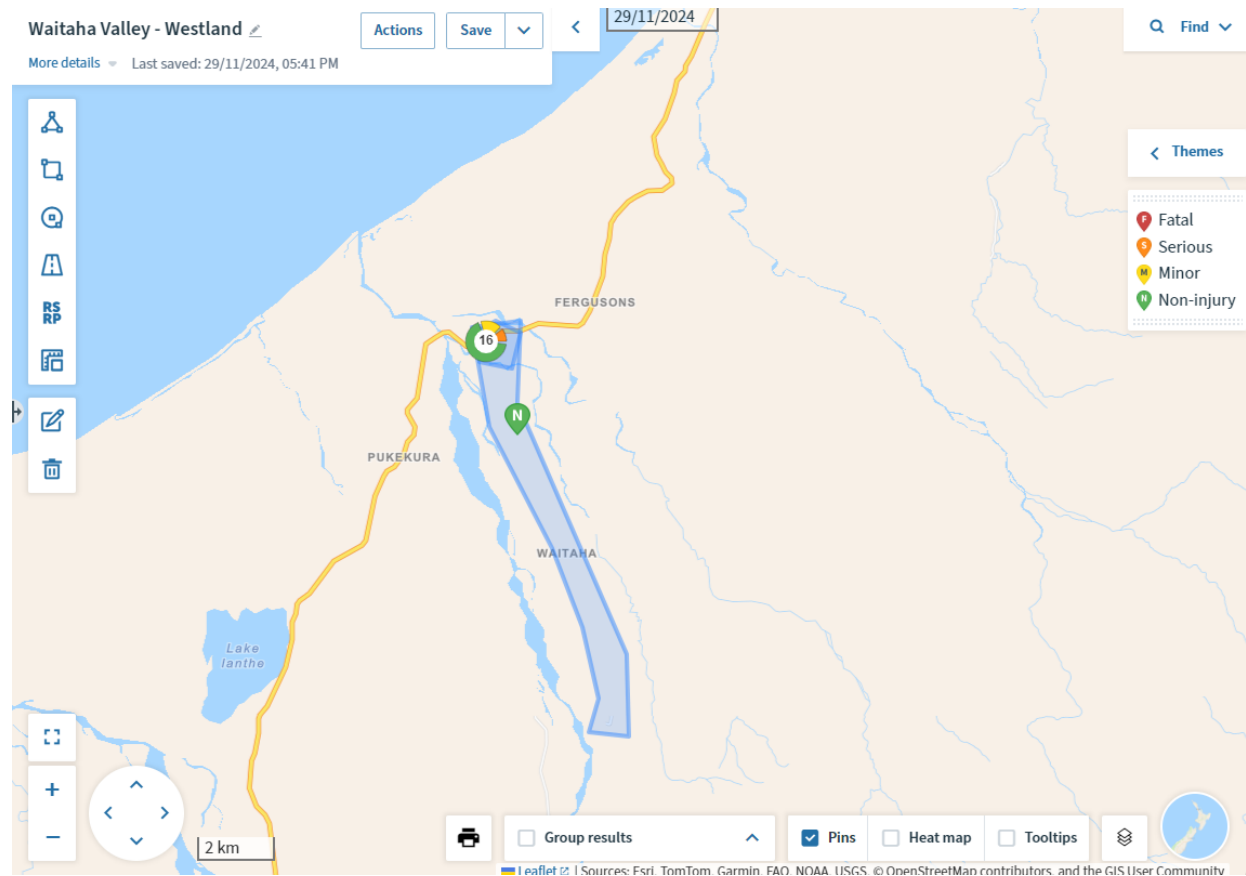 Waitaha Valley - Westland
Actions
Save
29/11/2024
Find
More details
Last saved: 29/11/2024, 05:41 PM
Themes
F Fatal
S Serious
M Minor
N Non-injury
RS
RP
FERGUSONS
16
N
PUKEKURA
WAITAHA
Lake
Ianthe
+
−
2 km
Group results
Pins
Heat map
Tooltips
Leaflet | Sources: Esri, TomTom, Garmin, FAO, NOAA, USGS, © OpenStreetMap contributors, and the GIS User Community